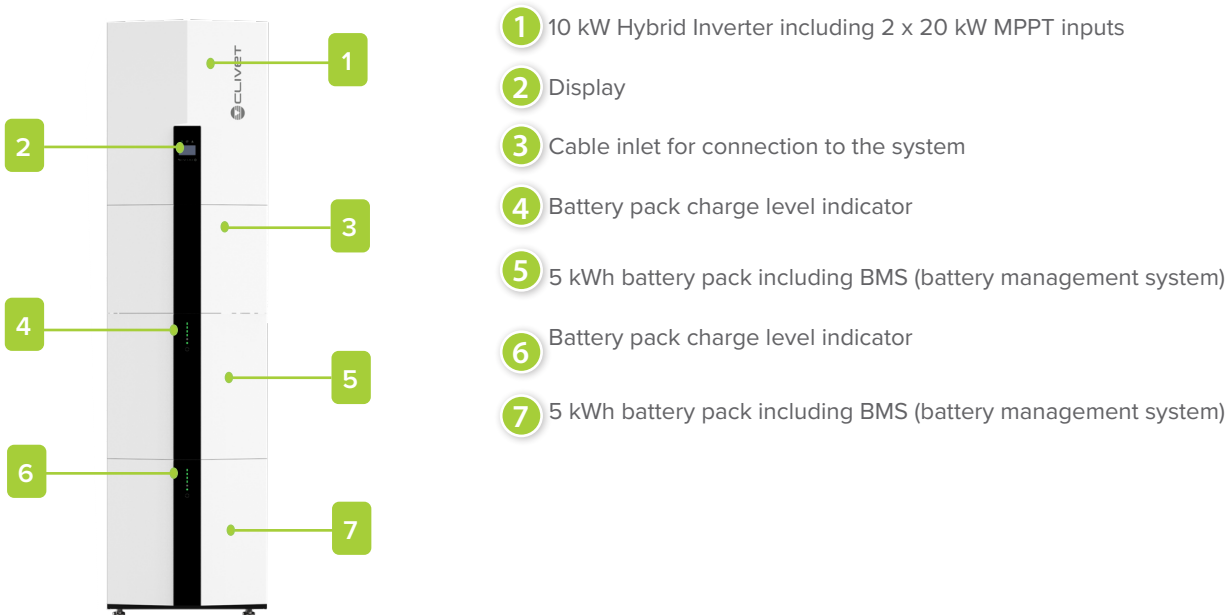 CLIVET
1
2
3
4
5
6
7
1 10 kW Hybrid Inverter including 2 x 20 kW MPPT inputs
2 Display
3 Cable inlet for connection to the system
4 Battery pack charge level indicator
5 5 kWh battery pack including BMS (battery management system)
6 Battery pack charge level indicator
7 5 kWh battery pack including BMS (battery management system)